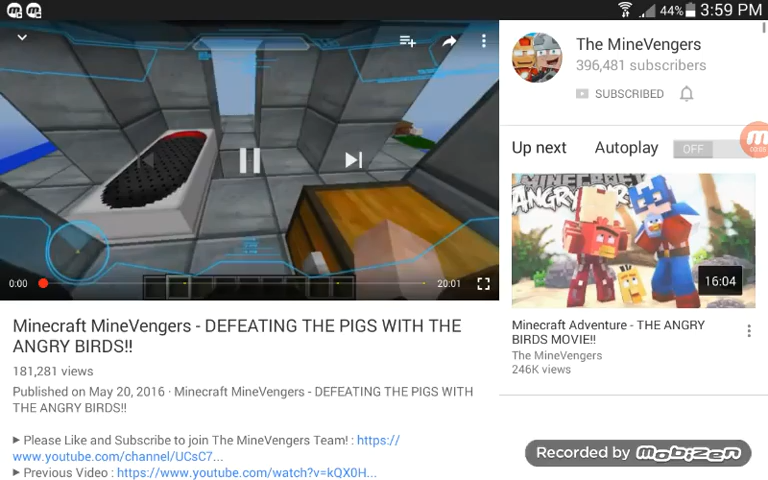 44% 3:59 PM
0:00
20:01
Minecraft MineVengers - DEFEATING THE PIGS WITH THE
ANGRY BIRDS!!
181,281 views
Published on May 20, 2016 · Minecraft MineVengers - DEFEATING THE PIGS WITH
THE ANGRY BIRDS!!
▶ Please Like and Subscribe to join The MineVengers Team! : https://
www.youtube.com/channel/UCsC7...
▶ Previous Video : https://www.youtube.com/watch?v=kQX0H...
The MineVengers
396,481 subscribers
SUBSCRIBED
Up next Autoplay OFF
00:05
MINECRAFT
ANGRY BIRDS
16:04
Minecraft Adventure - THE ANGRY
BIRDS MOVIE!!
The MineVengers
246K views
Recorded by Mobizen